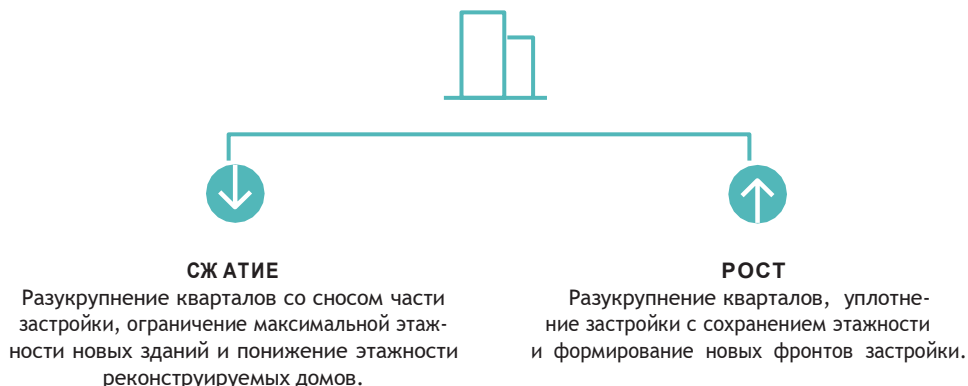 СЖАТИЕ
Разукрупнение кварталов со сносом части
застройки, ограничение максимальной этаж-
ности новых зданий и понижение этажности
реконструируемых домов.
РОСТ
Разукрупнение кварталов, уплотне-
ние застройки с сохранением этажности
и формирование новых фронтов застройки.